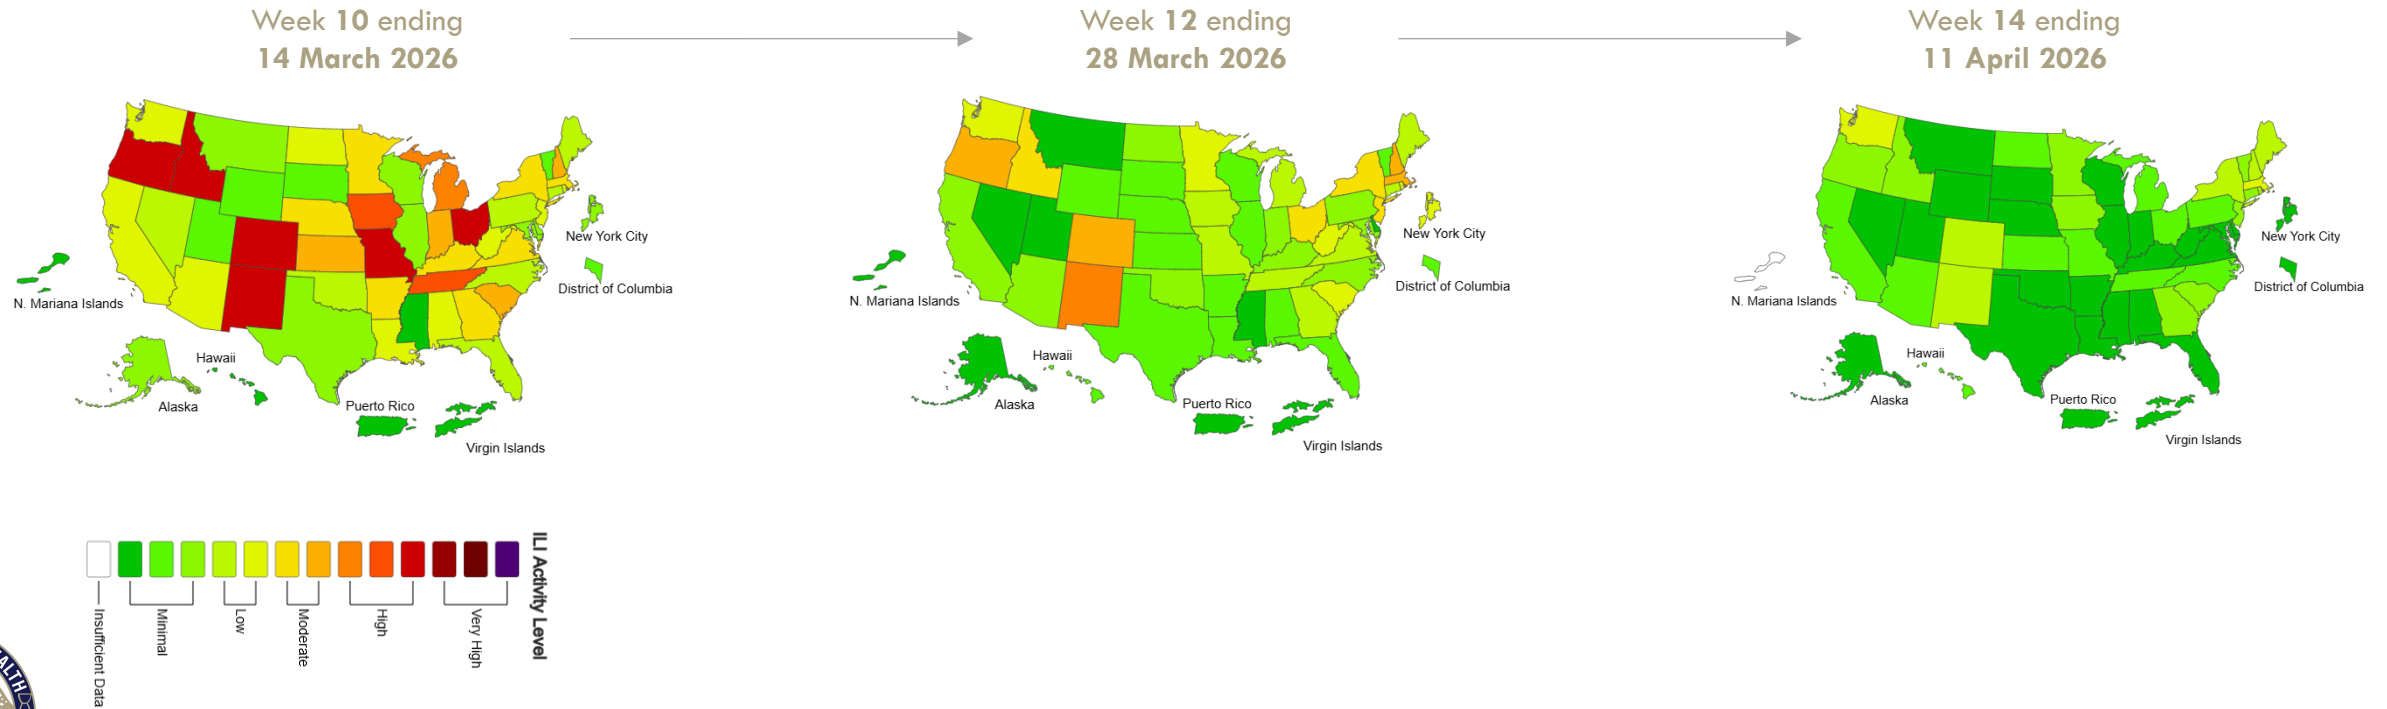 Week 10 ending
14 March 2026
Week 12 ending
28 March 2026
Week 14 ending
11 April 2026
New York City
District of Columbia
N. Mariana Islands
Hawaii
Alaska
Puerto Rico
Virgin Islands
New York City
District of Columbia
N. Mariana Islands
Hawaii
Alaska
Puerto Rico
Virgin Islands
New York City
District of Columbia
N. Mariana Islands
Hawaii
Alaska
Puerto Rico
Virgin Islands
ILI Activity Level
Insufficient Data
Minimal
Low
Moderate
High
Very High